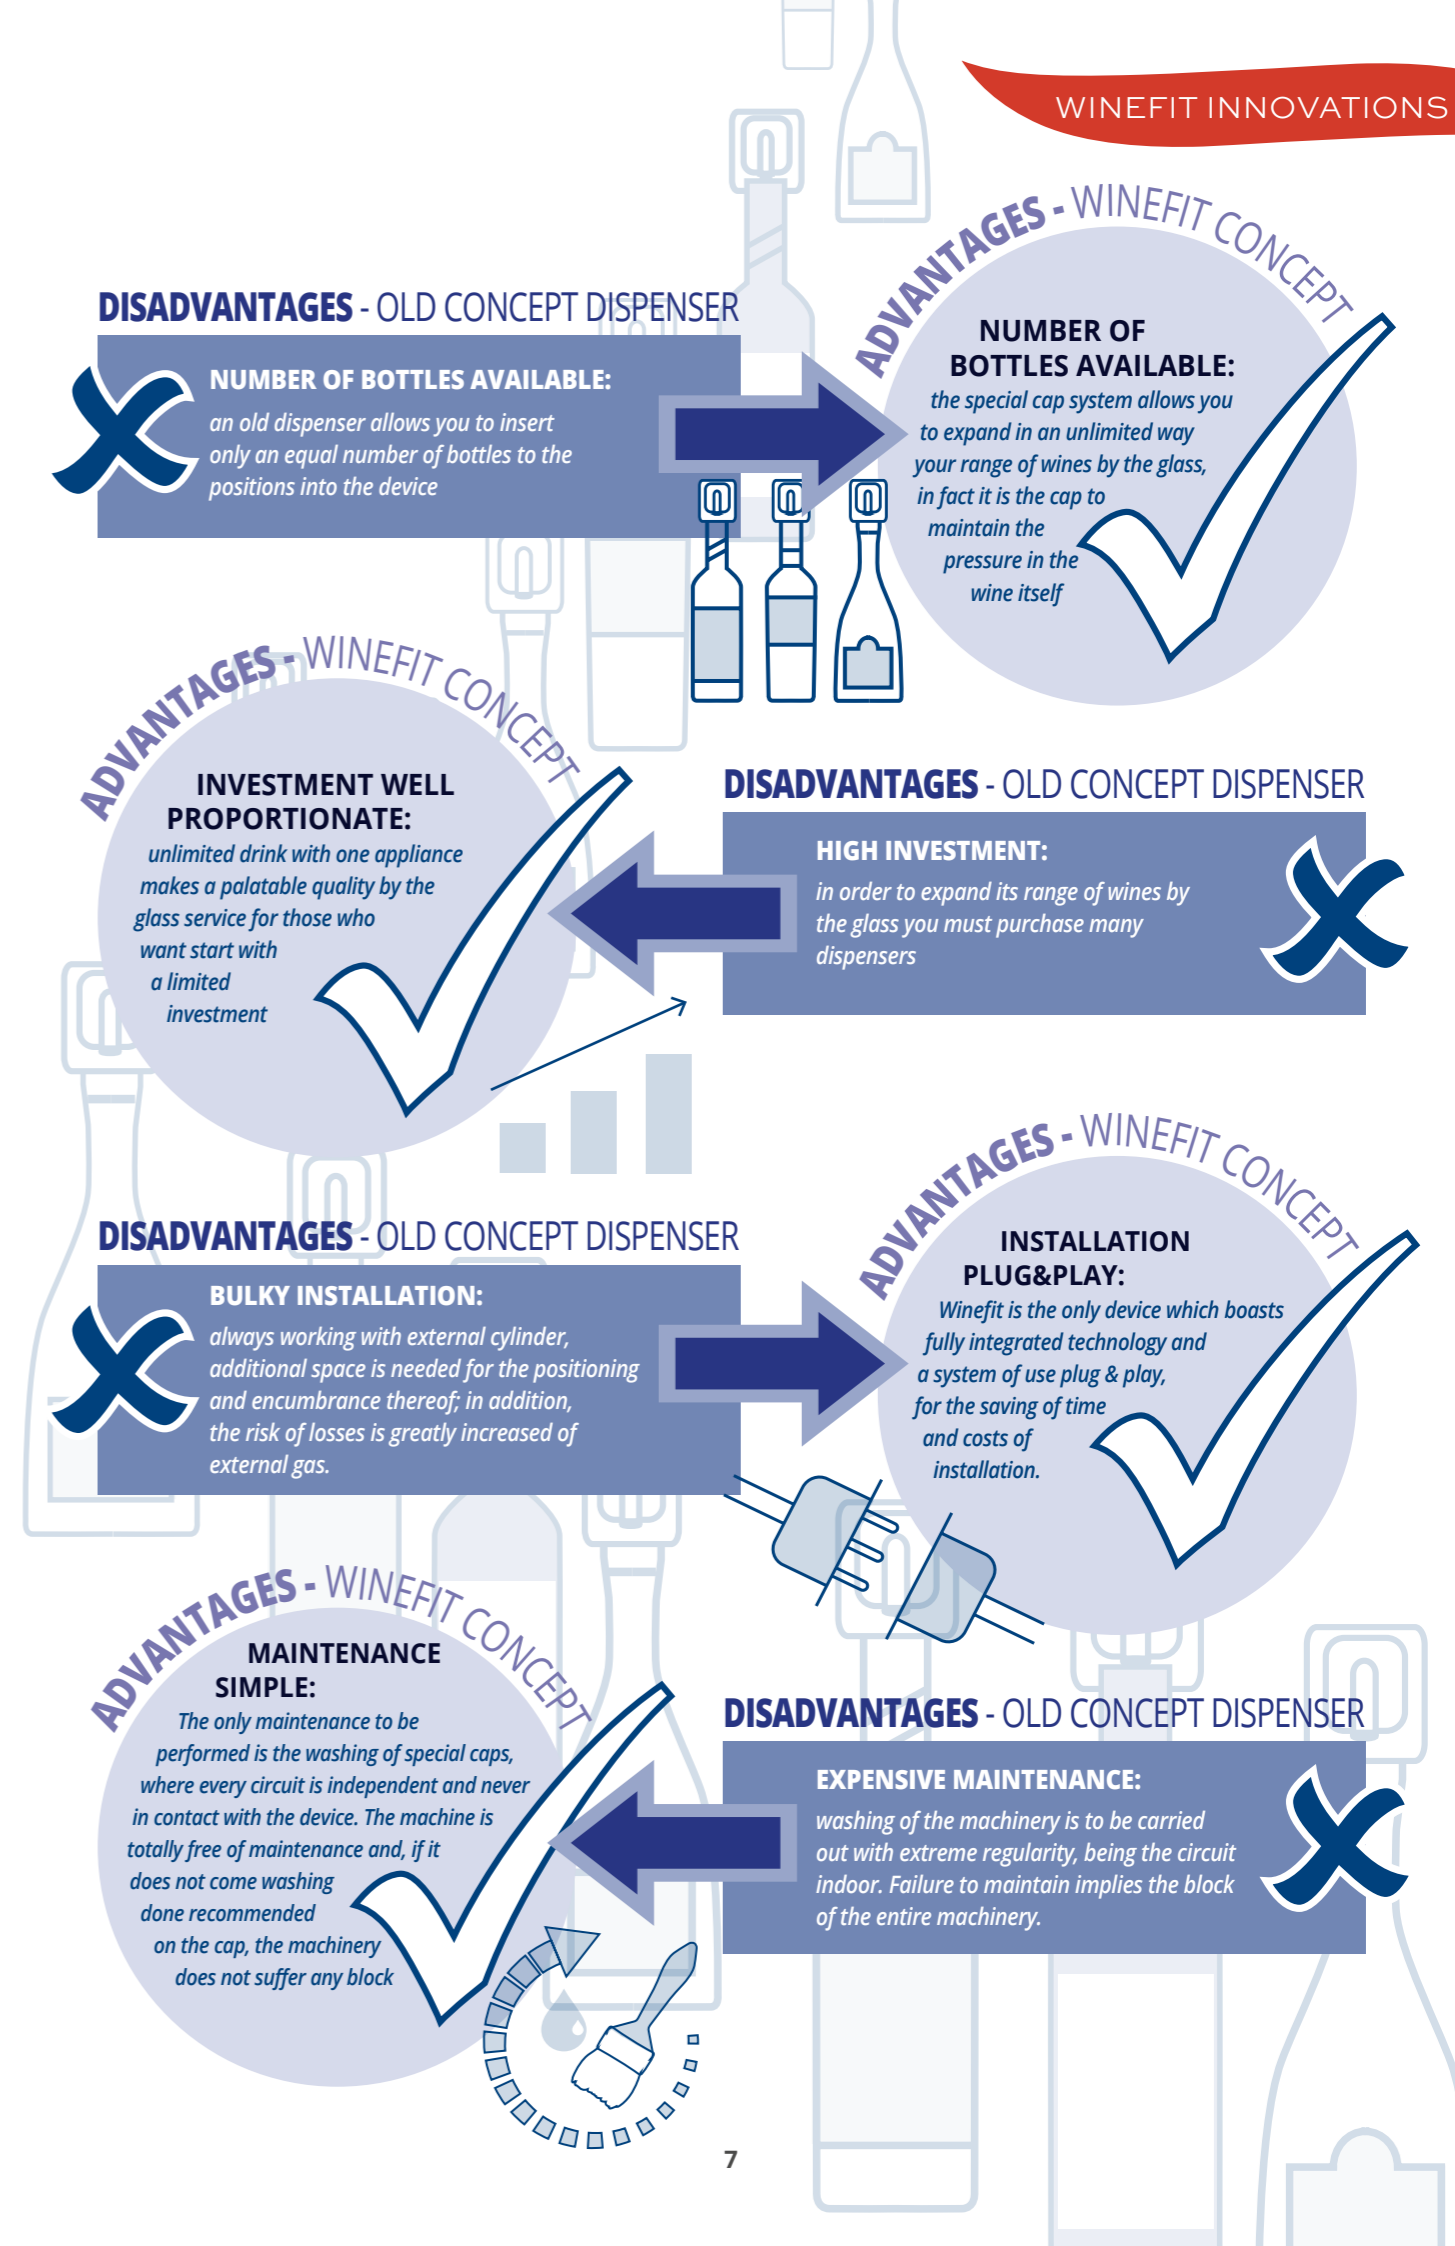 WINEFIT INNOVATIONS
DISADVANTAGES - OLD CONCEPT DISPENSER
NUMBER OF BOTTLES AVAILABLE:
an old dispenser allows you to insert
only an equal number of bottles to the
positions into the device
ADVANTAGES - WINEFIT CONCEPT
NUMBER OF
BOTTLES AVAILABLE:
the special cap system allows you
to expand in an unlimited way
your range of wines by the glass,
in fact it is the cap to
maintain the
pressure in the
wine itself
ADVANTAGES - WINEFIT CONCEPT
INVESTMENT WELL
PROPORTIONATE:
unlimited drink with one appliance
makes a palatable quality by the
glass service for those who
want start with
a limited
investment
DISADVANTAGES - OLD CONCEPT DISPENSER
HIGH INVESTMENT:
in order to expand its range of wines by
the glass you must purchase many
dispensers
DISADVANTAGES - OLD CONCEPT DISPENSER
BULKY INSTALLATION:
always working with external cylinder,
additional space is needed for the positioning
and encumbrance thereof; in addition,
the risk of losses is greatly increased of
external gas.
ADVANTAGES - WINEFIT CONCEPT
INSTALLATION
PLUG&PLAY:
Winefit is the only device which boasts
fully integrated technology and
a system of use plug & play,
for the saving of time
and costs of
installation.
ADVANTAGES - WINEFIT CONCEPT
MAINTENANCE
SIMPLE:
The only maintenance to be
performed is the washing of special caps,
where every circuit is independent and never
in contact with the device. The machine is
totally free of maintenance and, if it
does not come washing
done recommended
on the cap, the machinery
does not suffer any block
DISADVANTAGES - OLD CONCEPT DISPENSER
EXPENSIVE MAINTENANCE:
washing of the machinery is to be carried
out with extreme regularity, being the circuit
indoor. Failure to maintain implies the block
of the entire machinery.
7